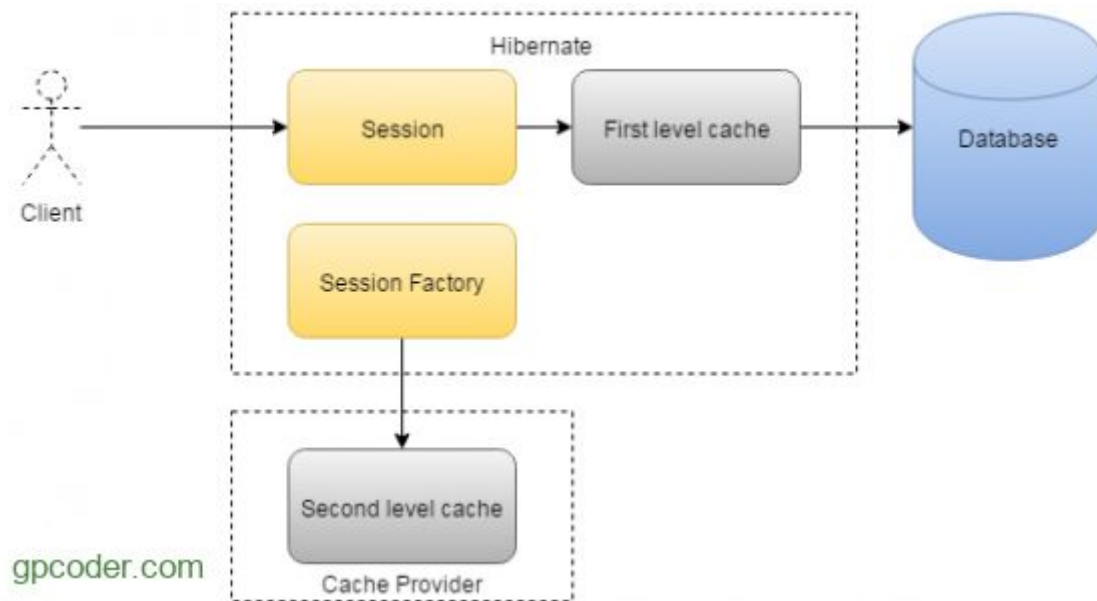 Hibernate
Session
First level cache
Database
Client
Session Factory
Second level cache
gpcoder.com
Cache Provider